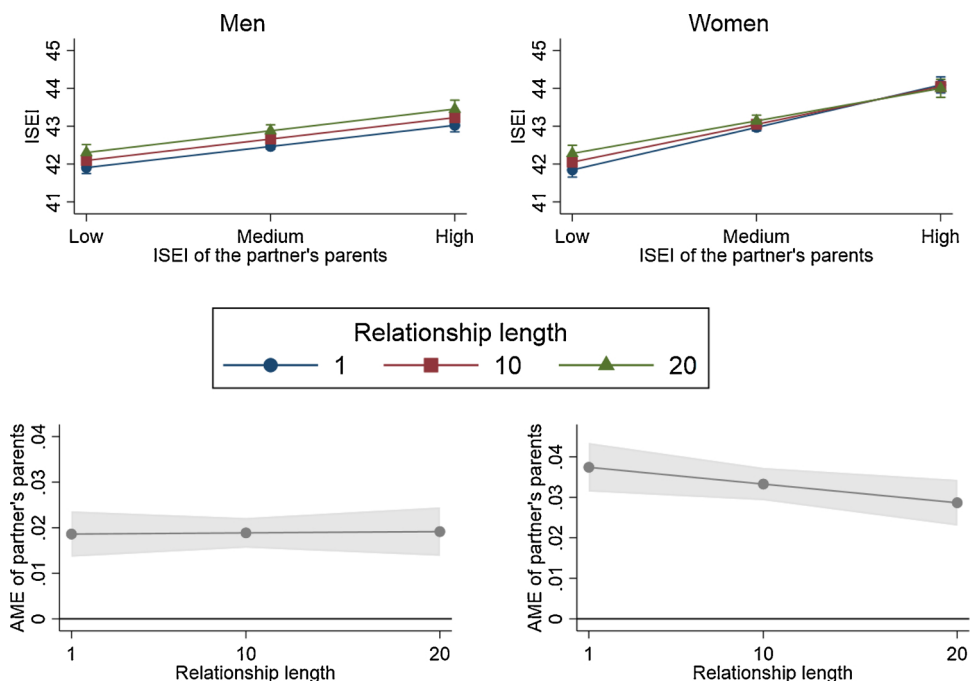 Men
ISEI
45
44
43
42
41
Low Medium High
ISEI of the partner's parents
Women
ISEI
45
44
43
42
41
Low Medium High
ISEI of the partner's parents
Relationship length
1 10 20
AME of partner's parents
.04
.03
.02
.01
0
1 10 20
Relationship length
AME of partner's parents
.04
.03
.02
.01
0
1 10 20
Relationship length